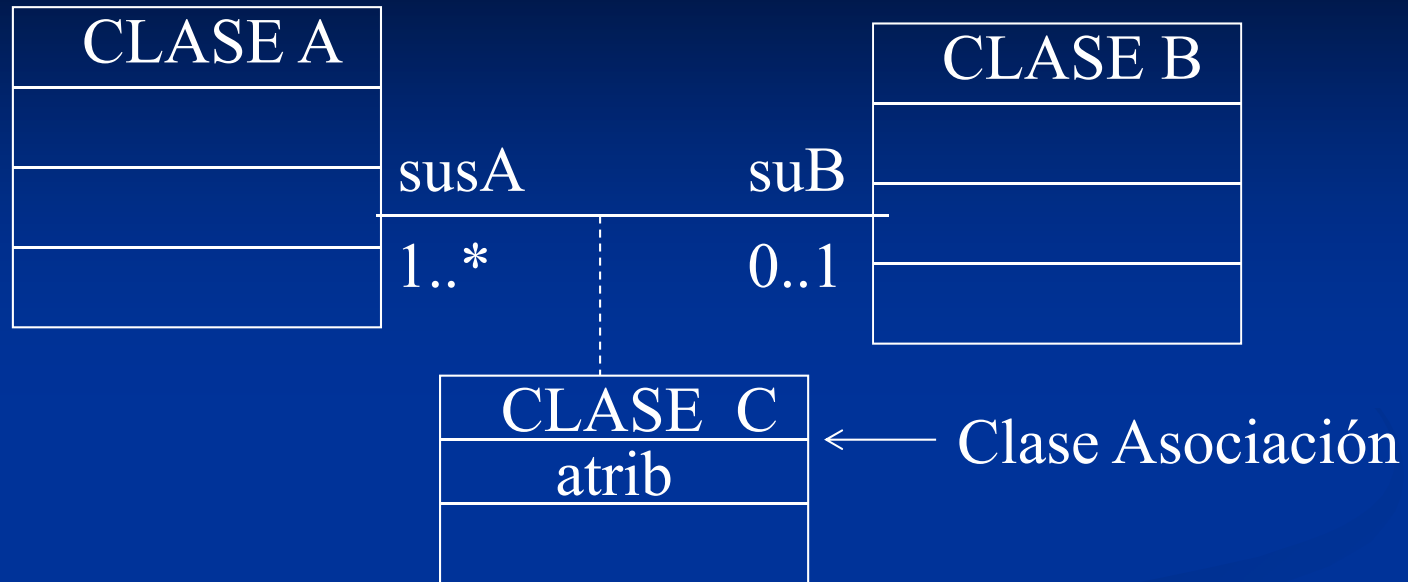 CLASE A
CLASE B
susA
suB
1..*
0..1
CLASE C
atrib
Clase Asociación